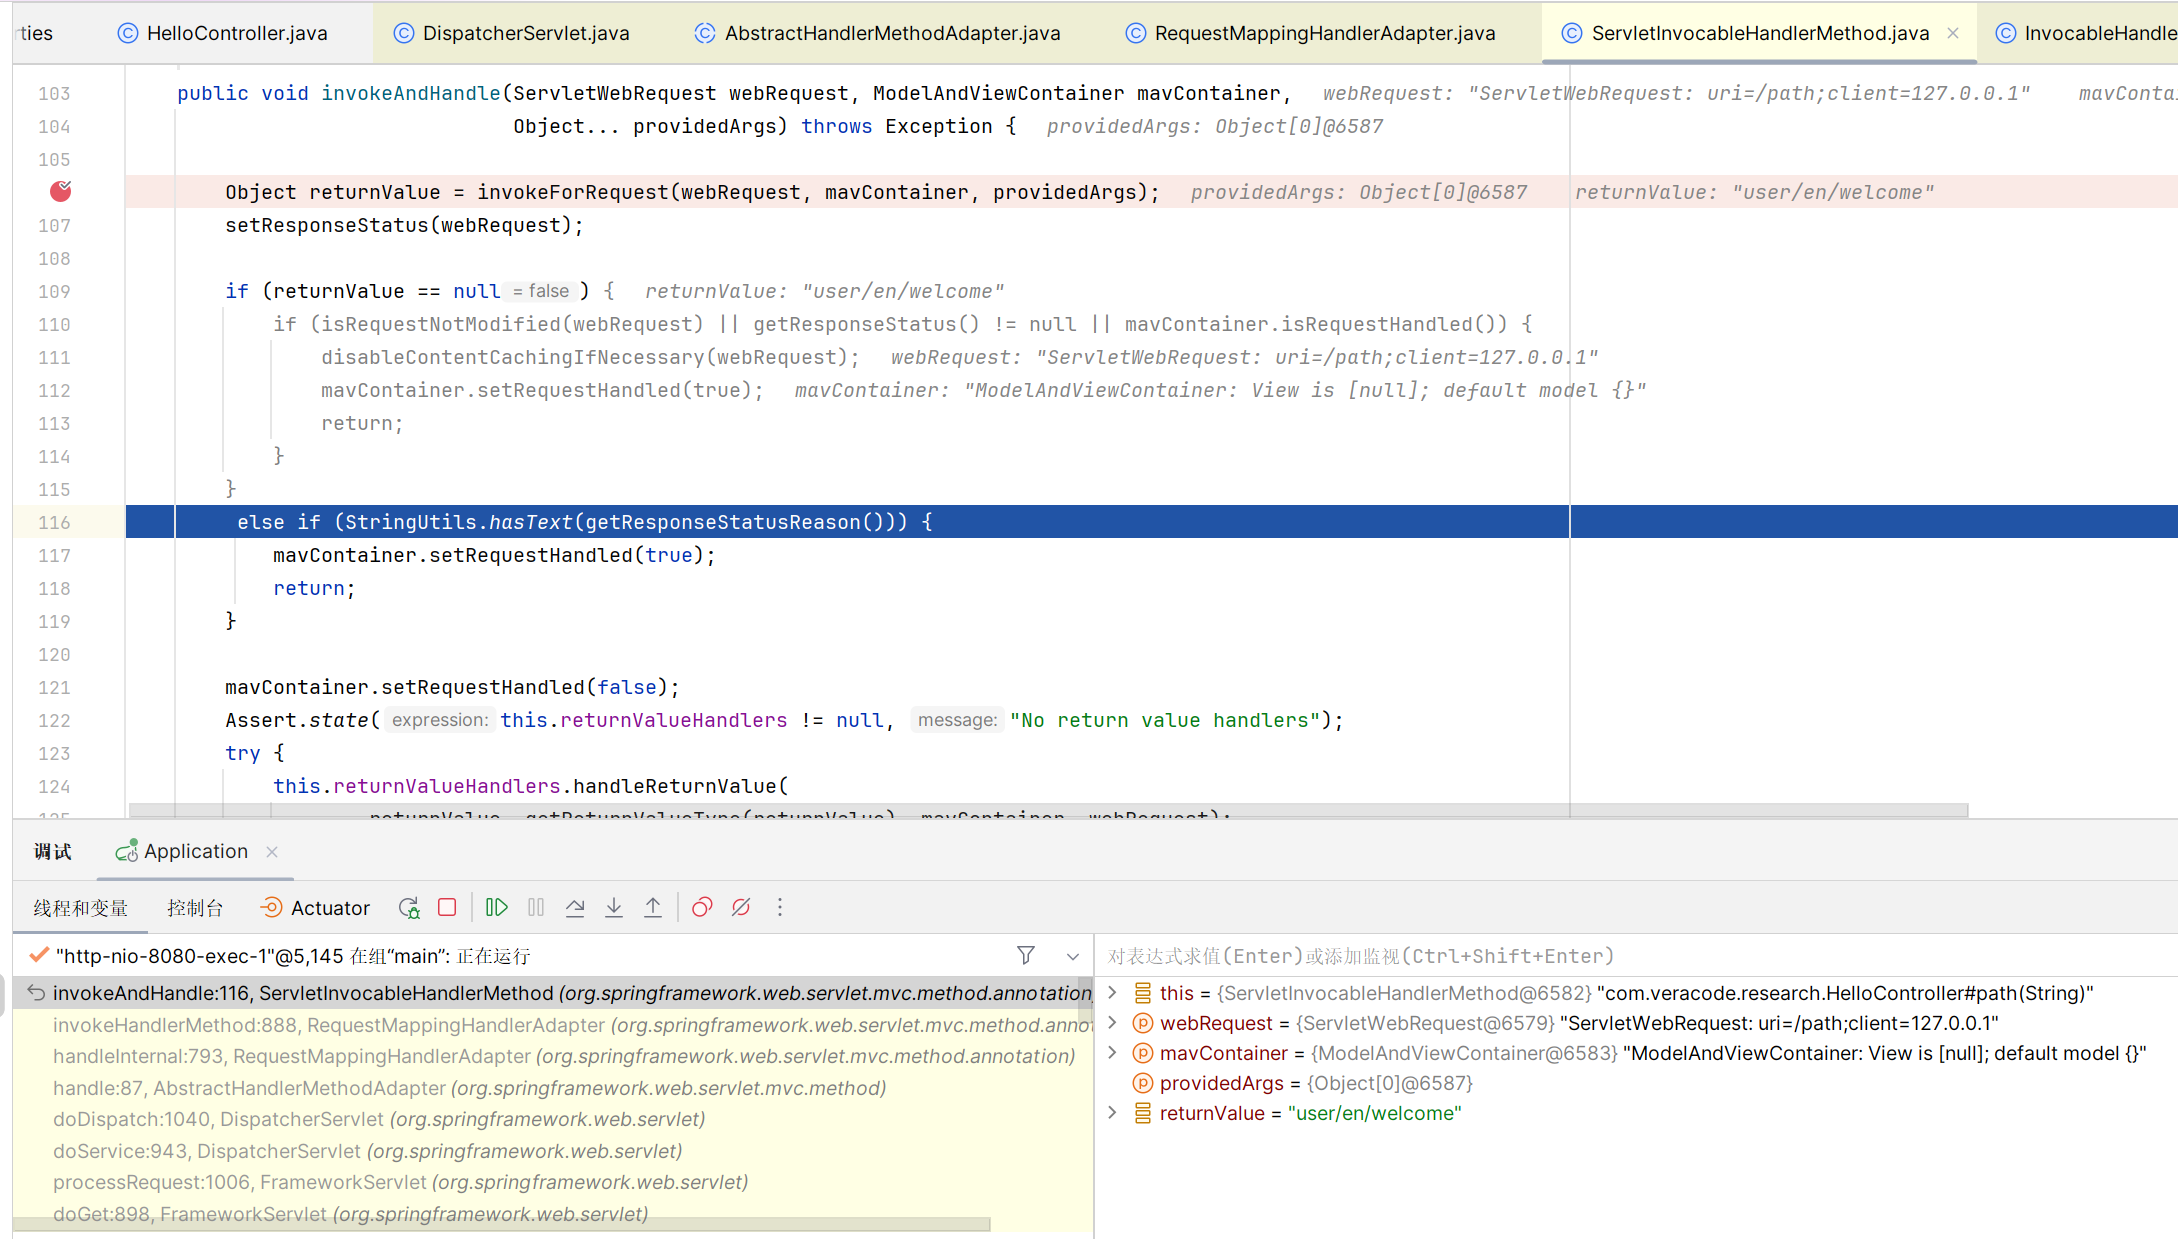 rties HelloController.java DispatcherServlet.java AbstractHandlerMethodAdapter.java RequestMappingHandlerAdapter.java ServletInvocableHandlerMethod.java InvocableHandle
103 public void invokeAndHandle(ServletWebRequest webRequest, ModelAndViewContainer mavContainer, webRequest: "ServletWebRequest: uri=/path;client=127.0.0.1" mavConta
104 Object... providedArgs) throws Exception { providedArgs: Object[0]@6587
105
Object returnValue = invokeForRequest(webRequest, mavContainer, providedArgs); providedArgs: Object[0]@6587 returnValue: "user/en/welcome"
107 setResponseStatus(webRequest);
108
109 if (returnValue == null = false ) { returnValue: "user/en/welcome"
110 if (isRequestNotModified(webRequest) || getResponseStatus() != null || mavContainer.isRequestHandled()) {
111 disableContentCachingIfNecessary(webRequest); webRequest: "ServletWebRequest: uri=/path;client=127.0.0.1"
112 mavContainer.setRequestHandled(true); mavContainer: "ModelAndViewContainer: View is [null]; default model {}"
113 return;
114 }
115 }
116 else if (StringUtils.hasText(getResponseStatusReason())) {
117 mavContainer.setRequestHandled(true);
118 return;
119 }
120
121 mavContainer.setRequestHandled(false);
122 Assert.state( expression: this.returnValueHandlers != null, message: "No return value handlers");
123 try {
124 this.returnValueHandlers.handleReturnValue(
125 returnValue, getReturnValueType(returnValue), mavContainer, webRequest);
调试 Application
线程和变量 控制台 Actuator
"http-nio-8080-exec-1"@5,145 在组“main”: 正在运行
invokeAndHandle:116, ServletInvocableHandlerMethod (org.springframework.web.servlet.mvc.method.annotation
invokeHandlerMethod:888, RequestMappingHandlerAdapter (org.springframework.web.servlet.mvc.method.annot
handleInternal:793, RequestMappingHandlerAdapter (org.springframework.web.servlet.mvc.method.annotation)
handle:87, AbstractHandlerMethodAdapter (org.springframework.web.servlet.mvc.method)
doDispatch:1040, DispatcherServlet (org.springframework.web.servlet)
doService:943, DispatcherServlet (org.springframework.web.servlet)
processRequest:1006, FrameworkServlet (org.springframework.web.servlet)
doGet:898, FrameworkServlet (org.springframework.web.servlet)
对表达式求值(Enter)或添加监视(Ctrl+Shift+Enter)
this = {ServletInvocableHandlerMethod@6582} "com.veracode.research.HelloController#path(String)"
webRequest = {ServletWebRequest@6579} "ServletWebRequest: uri=/path;client=127.0.0.1"
mavContainer = {ModelAndViewContainer@6583} "ModelAndViewContainer: View is [null]; default model {}"
providedArgs = {Object[0]@6587}
returnValue = "user/en/welcome"